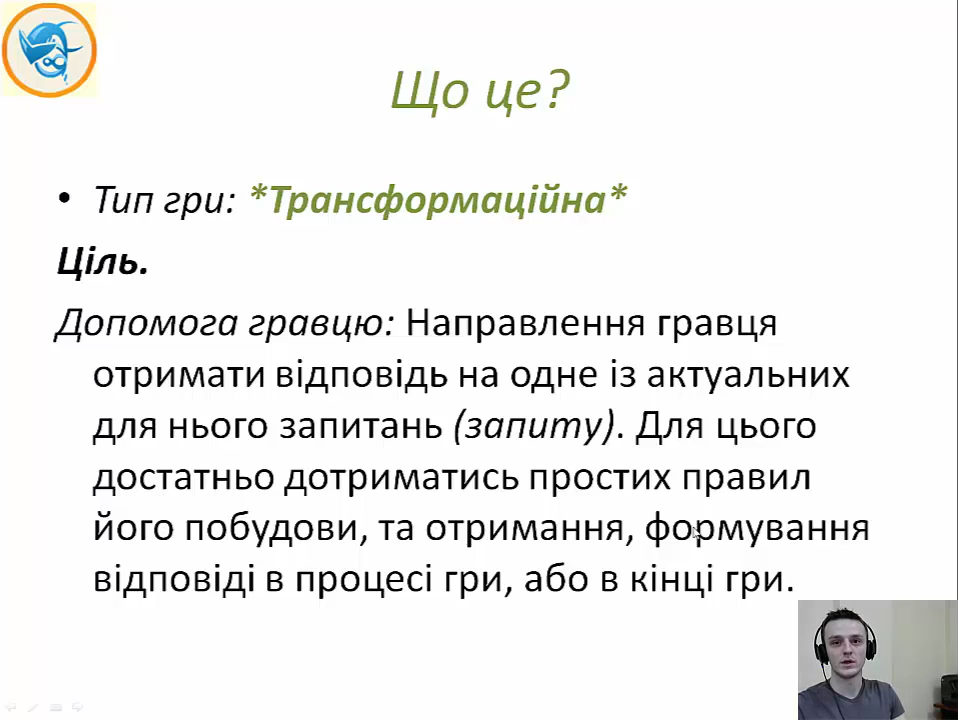 Що це?
• Тип гри: *Трансформаційна*
Ціль.
Допомога гравцю: Направлення гравця
отримати відповідь на одне із актуальних
для нього запитань (запиту). Для цього
достатньо дотриматись простих правил
його побудови, та отримання, формування
відповіді в процесі гри, або в кінці гри.